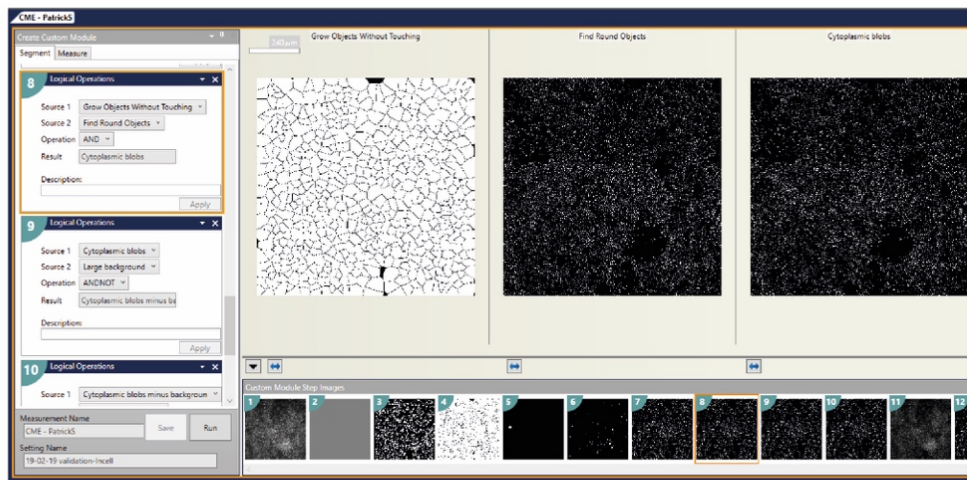 CME - PatrickS
Create Custom Module
Segment Measure
8 Logical Operations
Source 1 Grow Objects Without Touching
Source 2 Find Round Objects
Operation AND
Result Cytoplasmic blobs
Description:
Apply
9 Logical Operations
Source 1 Cytoplasmic blobs
Source 2 Large background
Operation ANDNOT
Result Cytoplasmic blobs minus ba
Description:
Apply
10 Logical Operations
Source 1 Cytoplasmic blobs minus backgroun
Measurement Name
CME - PatrickS Save Run
Setting Name
19-02-19 validation-Incell
240µm
Grow Objects Without Touching
Find Round Objects
Cytoplasmic blobs
Custom Module Step Images
1 2 3 4 5 6 7 8 9 10 11 12